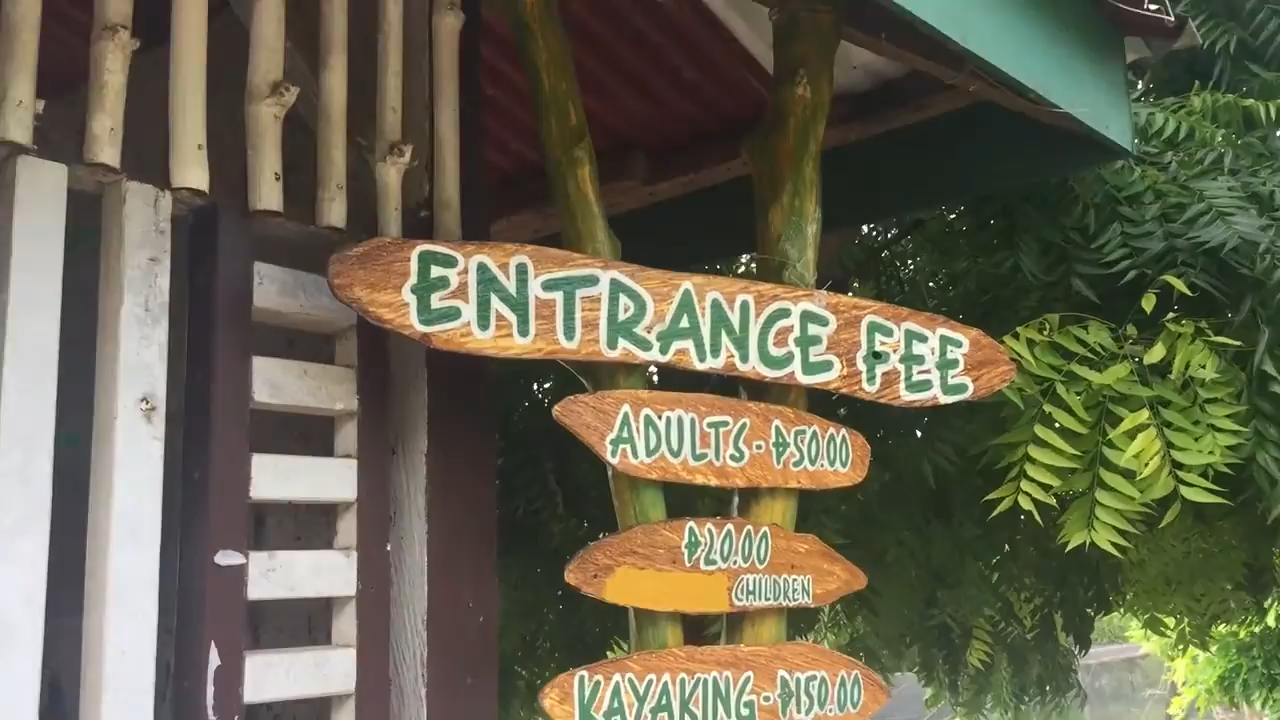 ENTRANCE FEE
ADULTS - ₱50.00
₱20.00
CHILDREN
KAYAKING - ₱150.00